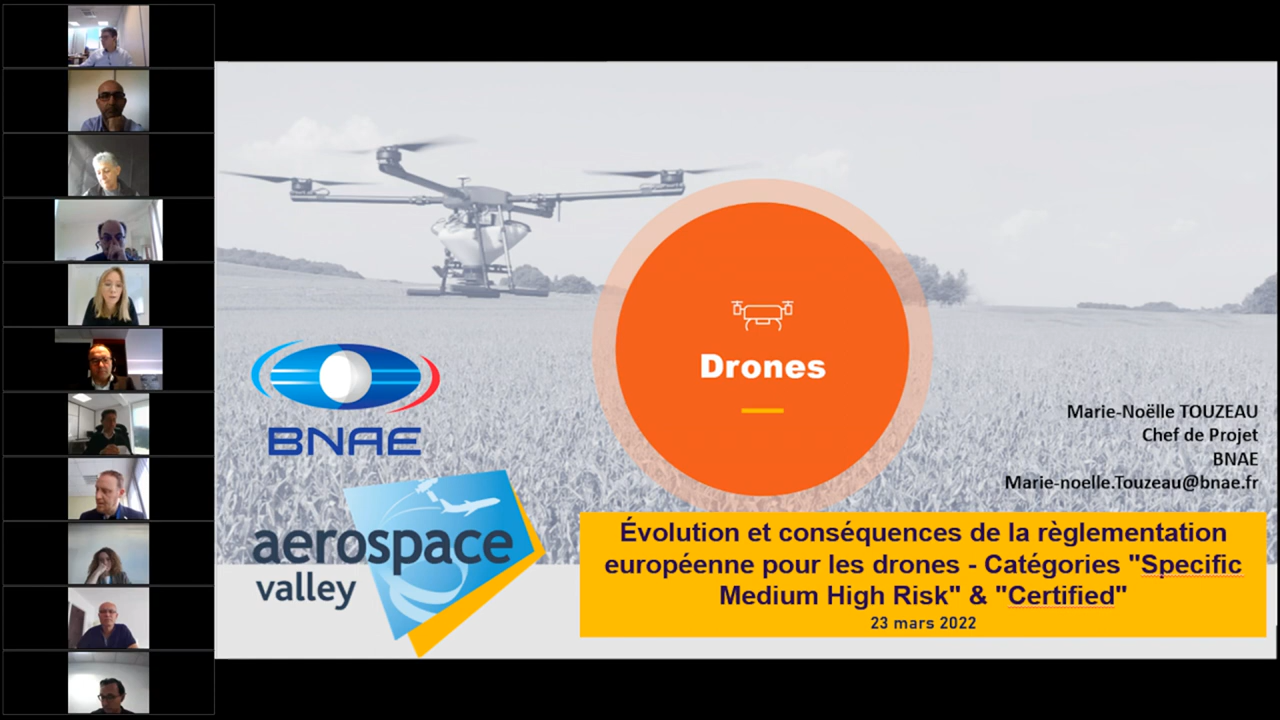 Drones
BNAE
aerospace
valley
Marie-Noëlle TOUZEAU
Chef de Projet
BNAE
Marie-noelle.Touzeau@bnae.fr
Évolution et conséquences de la règlementation
européenne pour les drones - Catégories "Specific
Medium High Risk" & "Certified"
23 mars 2022